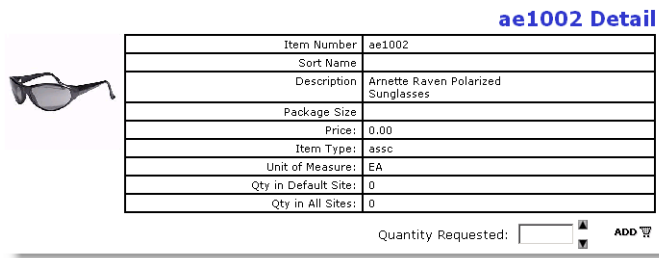 ae1002 Detail
Item Number ae1002
Sort Name
Description Arnette Raven Polarized
Sunglasses
Package Size
Price: 0.00
Item Type: assc
Unit of Measure: EA
Qty in Default Site: 0
Qty in All Sites: 0
Quantity Requested: ADD